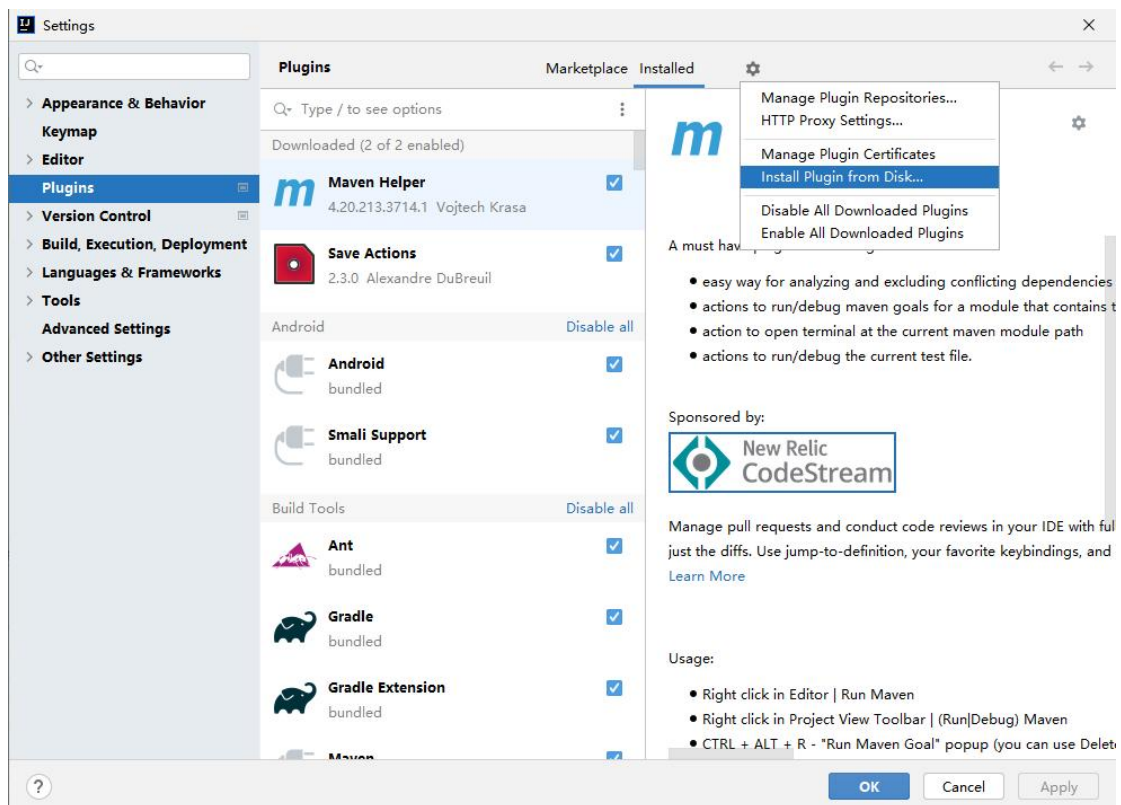 Settings
Plugins
Marketplace
Installed
Appearance & Behavior
Keymap
Editor
Plugins
Version Control
Build, Execution, Deployment
Languages & Frameworks
Tools
Advanced Settings
Other Settings
Type / to see options
Downloaded (2 of 2 enabled)
Maven Helper
4.20.213.3714.1 Vojtech Krasa
Save Actions
2.3.0 Alexandre DuBreuil
Android
Disable all
Android
bundled
Smali Support
bundled
Build Tools
Disable all
Ant
bundled
Gradle
bundled
Gradle Extension
bundled
Maven
m
Manage Plugin Repositories...
HTTP Proxy Settings...
Manage Plugin Certificates
Install Plugin from Disk...
Disable All Downloaded Plugins
Enable All Downloaded Plugins
A must
• easy way for analyzing and excluding conflicting dependencies
• actions to run/debug maven goals for a module that contains
• action to open terminal at the current maven module path
• actions to run/debug the current test file.
Sponsored by:
New Relic
CodeStream
Manage pull requests and conduct code reviews in your IDE with
just the diffs. Use jump-to-definition, your favorite keybindings, and
Learn More
Usage:
• Right click in Editor | Run Maven
• Right click in Project View Toolbar | (Run|Debug) Maven
• CTRL + ALT + R - "Run Maven Goal" popup (you can use Delete
?
OK
Cancel
Apply